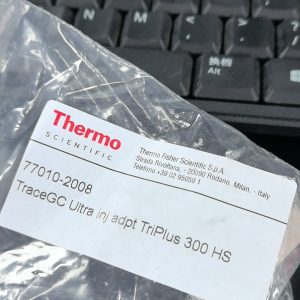 Thermo
SCIENTIFIC
Thermo Fisher Scientific S.p.A.
Strada Rivoltana, - 20090 Rodano, Milan, - Italy
Telefono +39 02 95059 1
77010-2008
TraceGC Ultra inj adpt TriPlus 300 HS
Alt